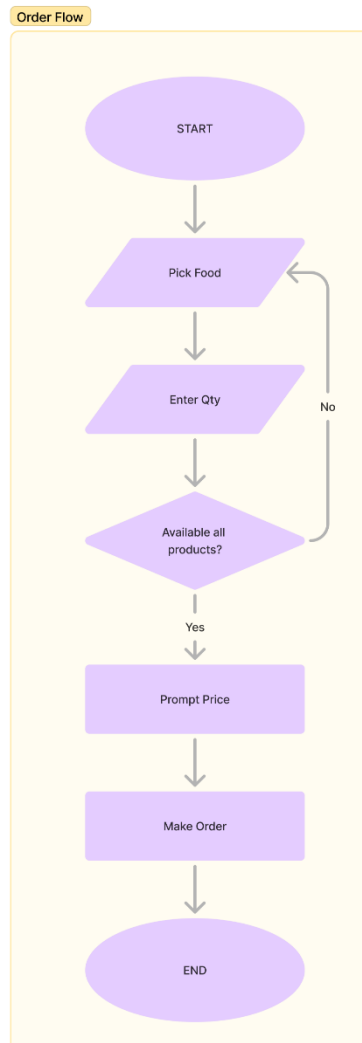 Order Flow
START
Pick Food
Enter Qty
No
Available all
products?
Yes
Prompt Price
Make Order
END